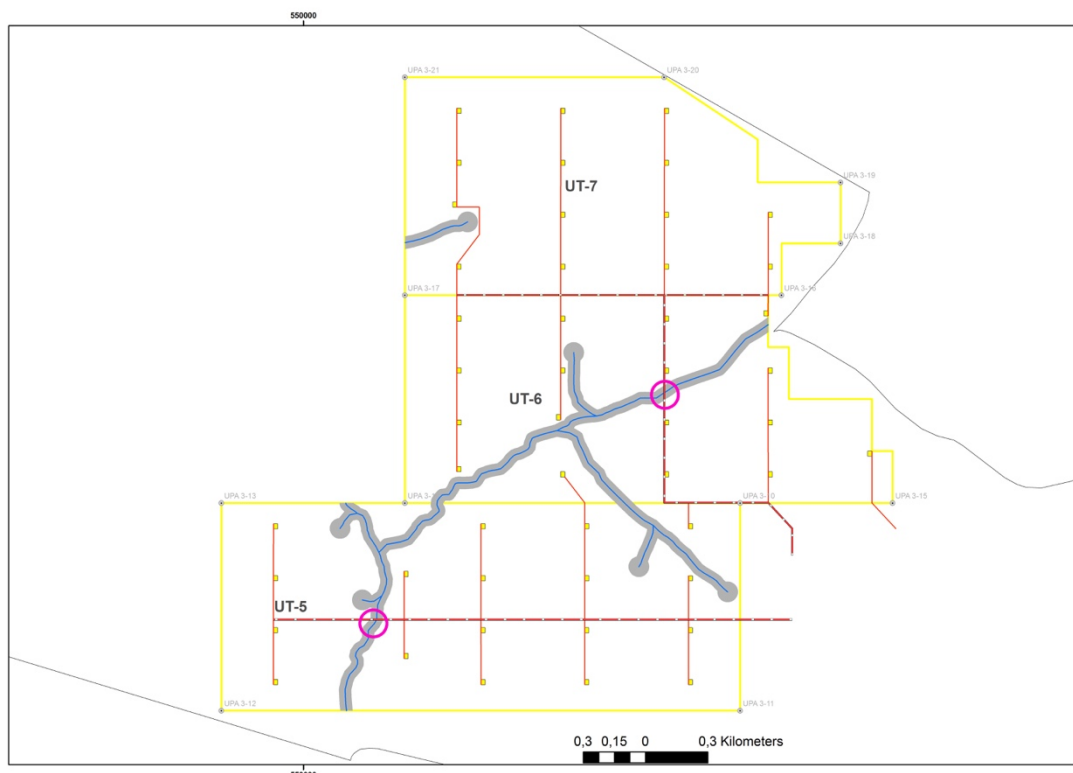 550000
UPA 3-21
UPA 3-20
UPA 3-19
UT-7
UPA 3-18
UPA 3-17
UT-6
UPA 3-13
UPA 3-15
UT-5
UPA 3-12
UPA 3-11
0,3 0,15 0 0,3 Kilometers